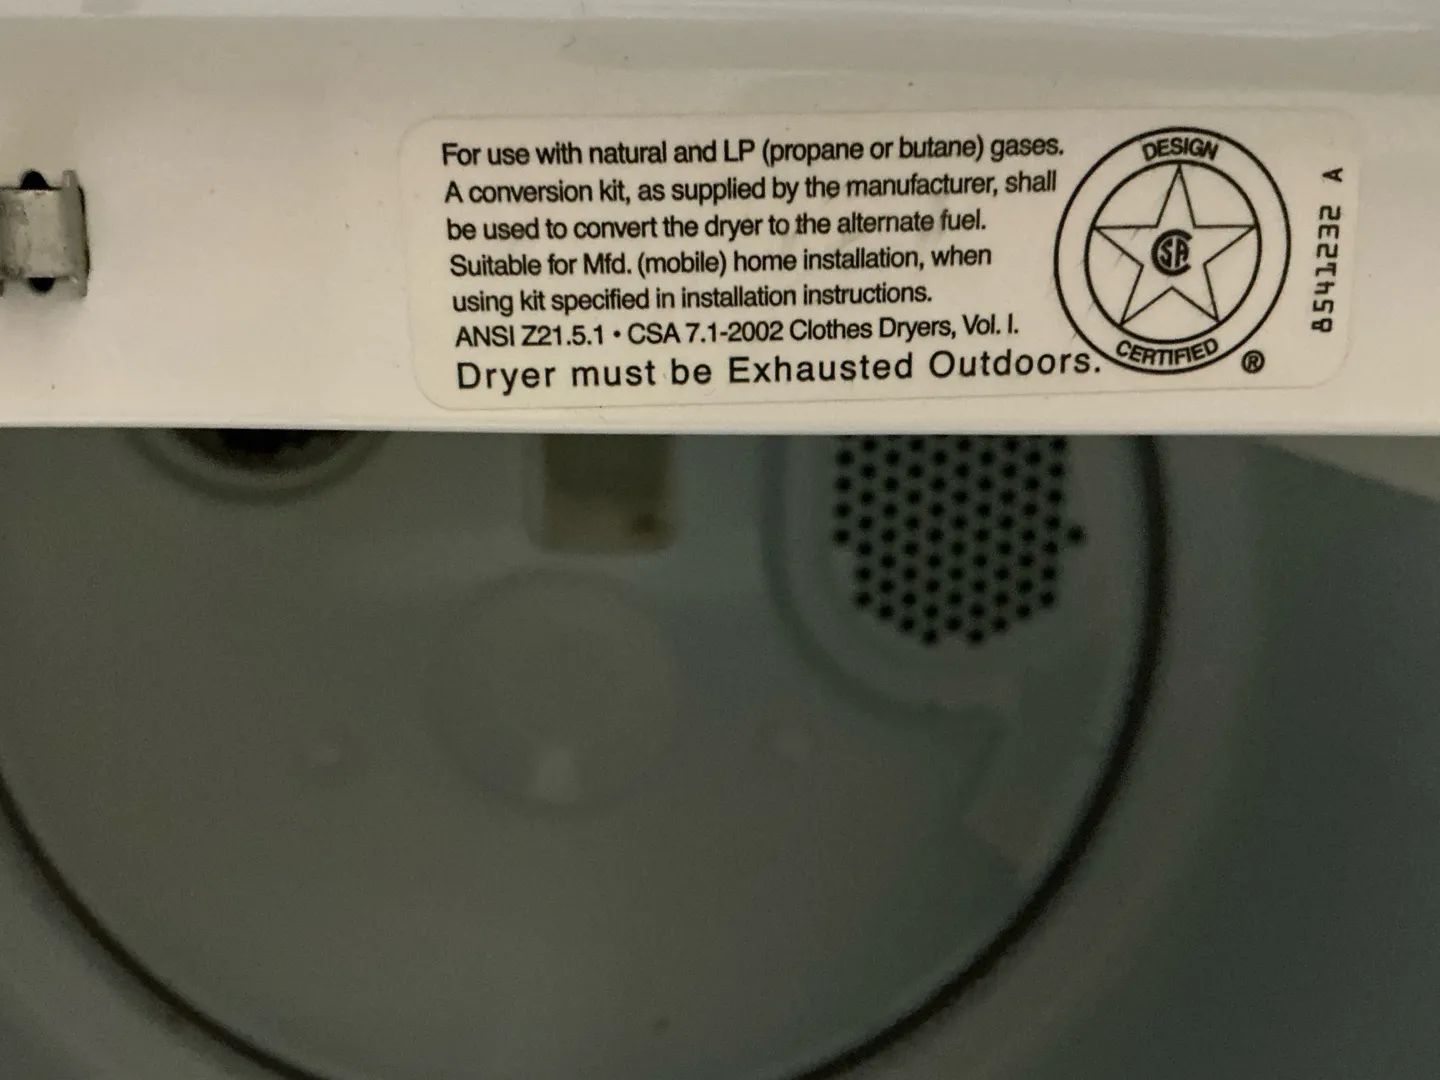 For use with natural and LP (propane or butane) gases.
A conversion kit, as supplied by the manufacturer, shall
be used to convert the dryer to the alternate fuel.
Suitable for Mfd. (mobile) home installation, when
using kit specified in installation instructions.
ANSI Z21.5.1 • CSA 7.1-2002 Clothes Dryers, Vol. I.
Dryer must be Exhausted Outdoors.
DESIGN
SA
CERTIFIED
®
8541232 A